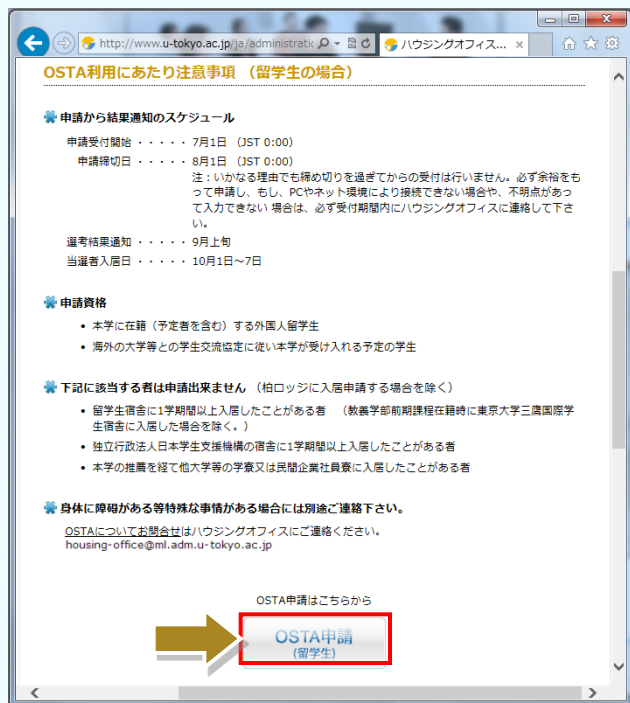 http://www.u-tokyo.ac.jp/ja/administratic
ハウジングオフィス...
OSTA利用にあたり注意事項 （留学生の場合）
申請から結果通知のスケジュール
申請受付開始 ・・・・・ 7月1日 （JST 0:00）
申請締切日 ・・・・・ 8月1日 （JST 0:00）
注：いかなる理由でも締め切りを過ぎてからの受付は行いません。必ず余裕をも
って申請し、もし、PCやネット環境により接続できない場合や、不明点があっ
て入力できない 場合は、必ず受付期間内にハウジングオフィスに連絡して下さ
い。
選考結果通知 ・・・・・ 9月上旬
当選者入居日 ・・・・・ 10月1日～7日
申請資格
• 本学に在籍（予定者を含む）する外国人留学生
• 海外の大学等との学生交流協定に従い本学が受け入れる予定の学生
下記に該当する者は申請出来ません （柏ロッジに入居申請する場合を除く）
• 留学生宿舎に1学期間以上入居したことがある者 （教養学部前期課程在籍時に東京大学三鷹国際学
生宿舎に入居した場合を除く。）
• 独立行政法人日本学生支援機構の宿舎に1学期間以上入居したことがある者
• 本学の推薦を経て他大学等の学寮又は民間企業社員寮に入居したことがある者
身体に障碍がある等特殊な事情がある場合には別途ご連絡下さい。
OSTAについてお問合せはハウジングオフィスにご連絡ください。
housing-office@ml.adm.u-tokyo.ac.jp
OSTA申請はこちらから
OSTA申請
(留学生)